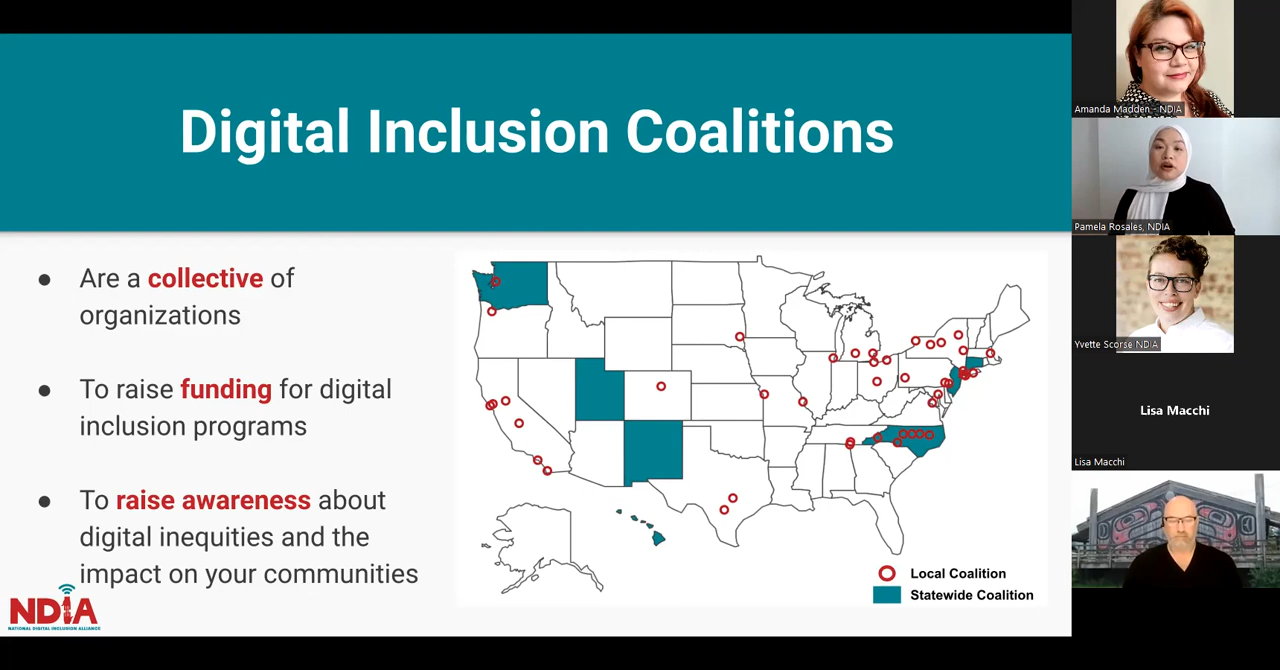 Digital Inclusion Coalitions
● Are a collective of
organizations
● To raise funding for digital
inclusion programs
● To raise awareness about
digital inequities and the
impact on your communities
Local Coalition
Statewide Coalition
NDiA
NATIONAL DIGITAL INCLUSION ALLIANCE
Amanda Madden - NDIA
Pamela Rosales, NDIA
Yvette Scorse NDIA
Lisa Macchi
Lisa Macchi